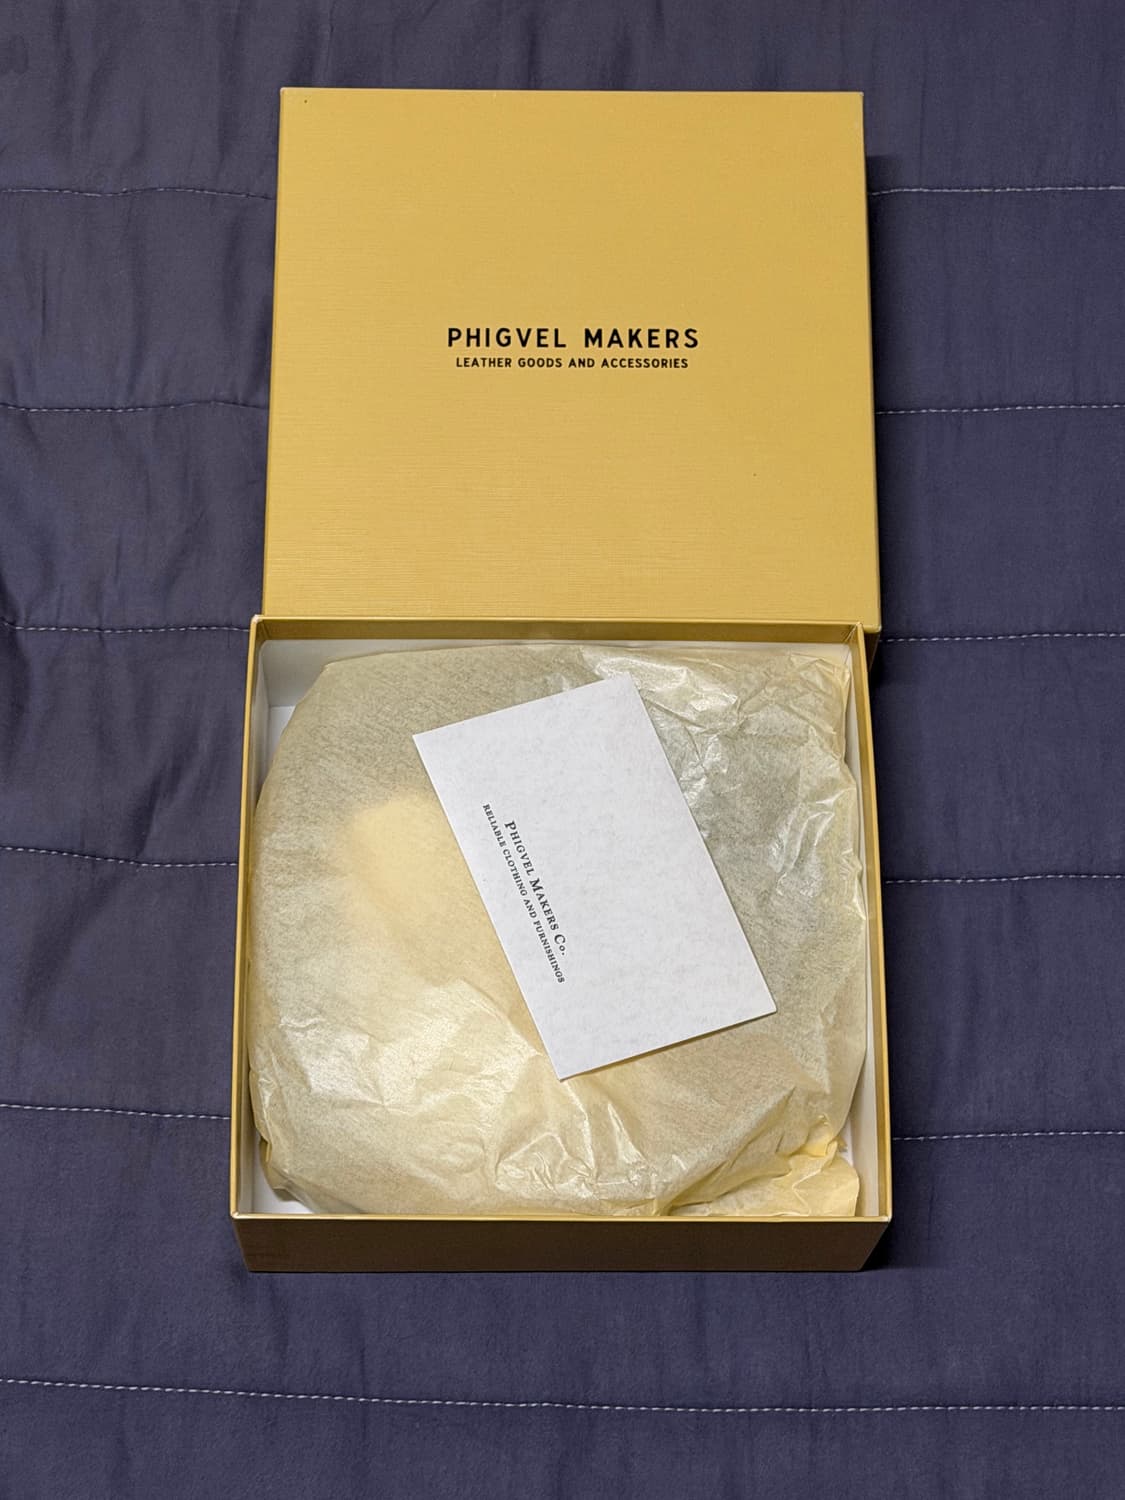 PHIGVEL MAKERS
LEATHER GOODS AND ACCESSORIES
PHIGVEL MAKERS Co.
RELIABLE CLOTHING AND FURNISHINGS